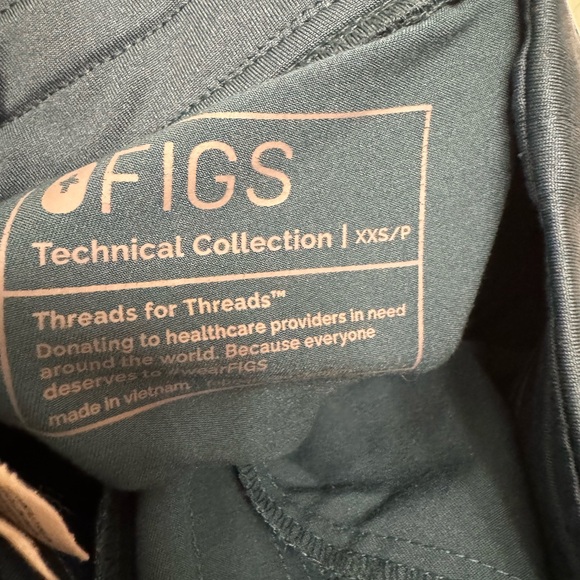 FIGS
Technical Collection | XXS/P
Threads for Threads™
Donating to healthcare providers in need
around the world. Because everyone
deserves to #wearFIGS
made in vietnam